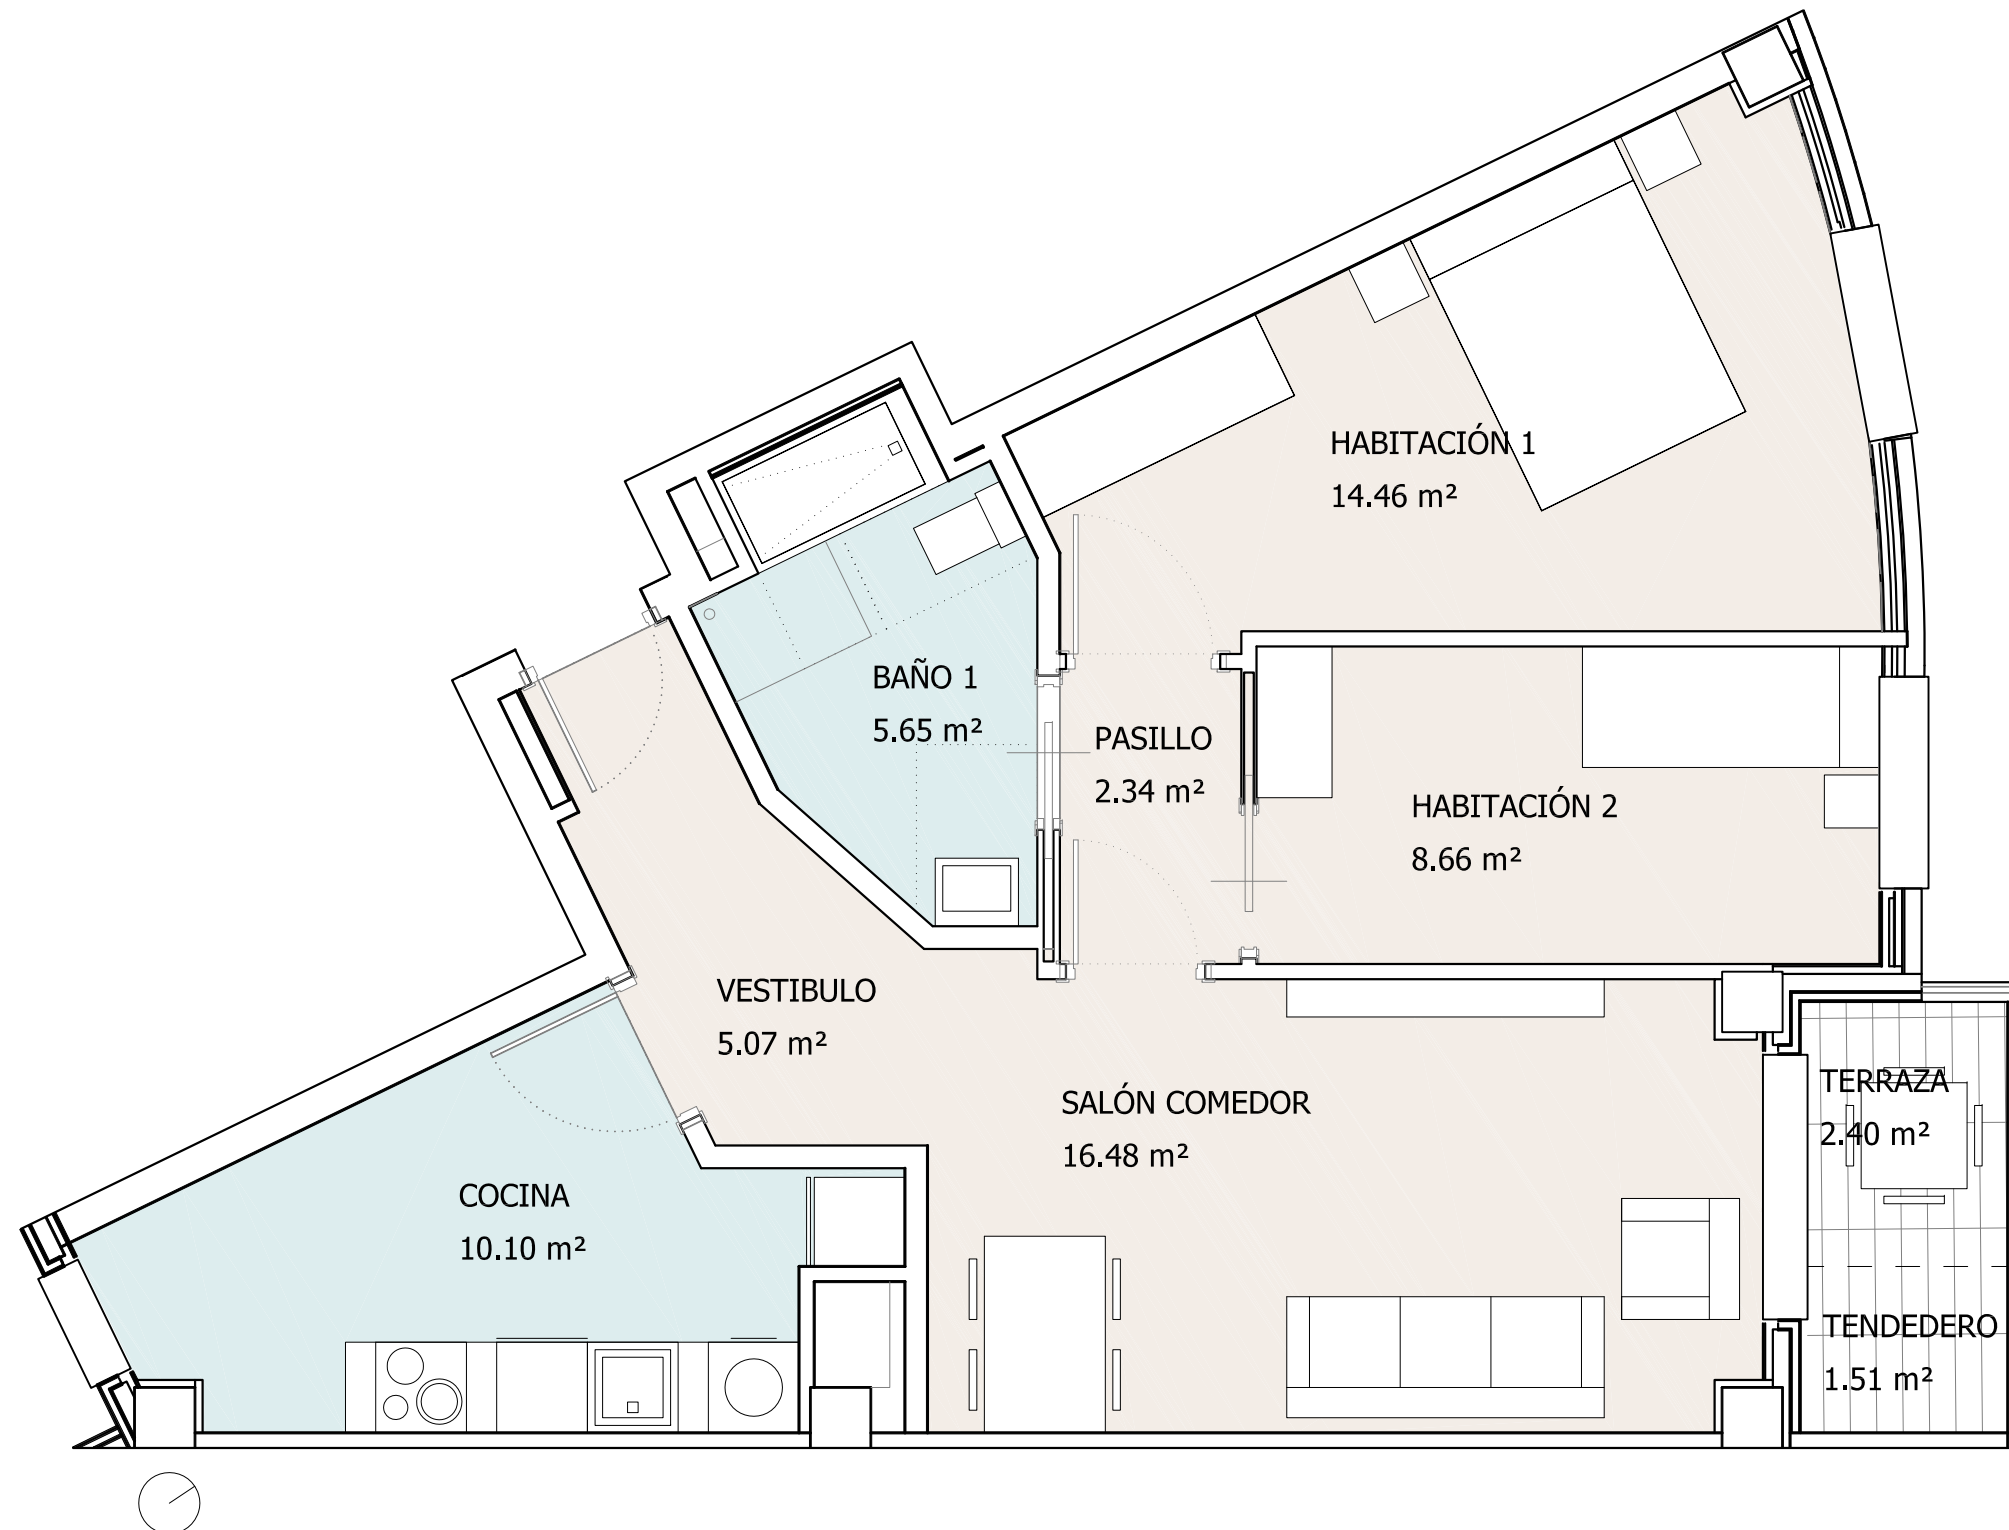 HABITACIÓN 1
14.46 m²
BAÑO 1
5.65 m²
PASILLO
2.34 m²
HABITACIÓN 2
8.66 m²
VESTIBULO
5.07 m²
SALÓN COMEDOR
16.48 m²
TERRAZA
2.40 m²
COCINA
10.10 m²
TENDEDERO
1.51 m²